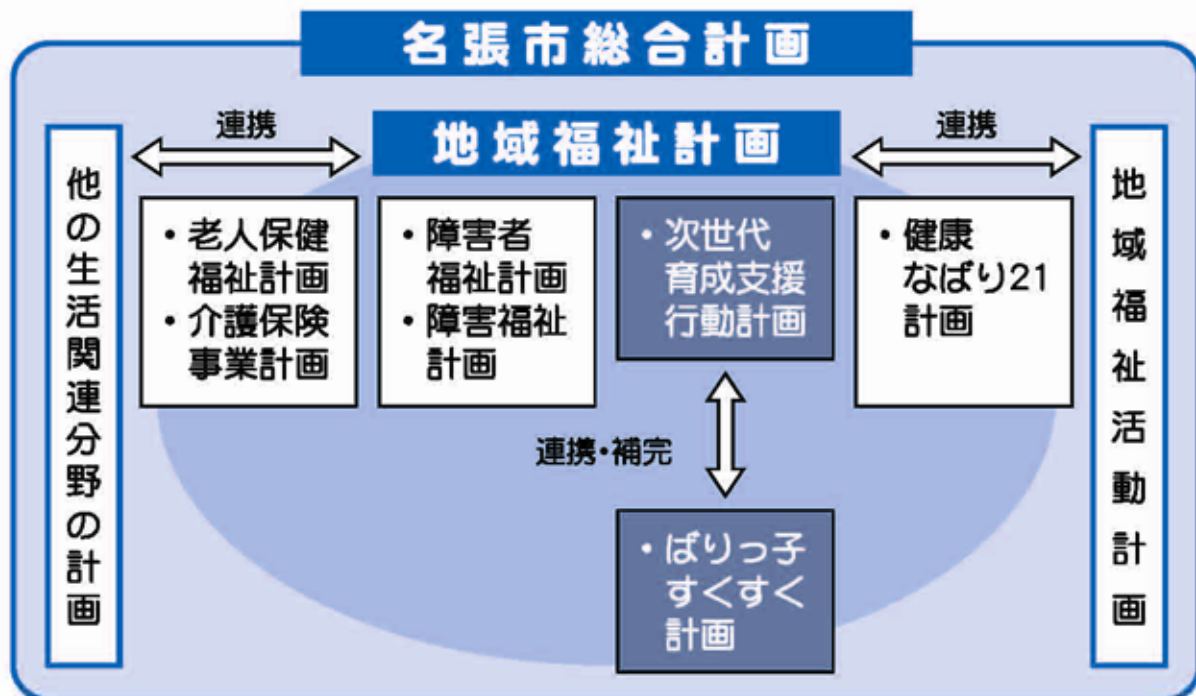 名張市総合計画
連携
地域福祉計画
連携
他の生活関連分野の計画
・老人保健
福祉計画
・介護保険
事業計画
・障害者
福祉計画
・障害福祉
計画
・次世代
育成支援
行動計画
・健康
なばり21
計画
地域福祉活動計画
連携・補完
・ばりっ子
すくすく
計画